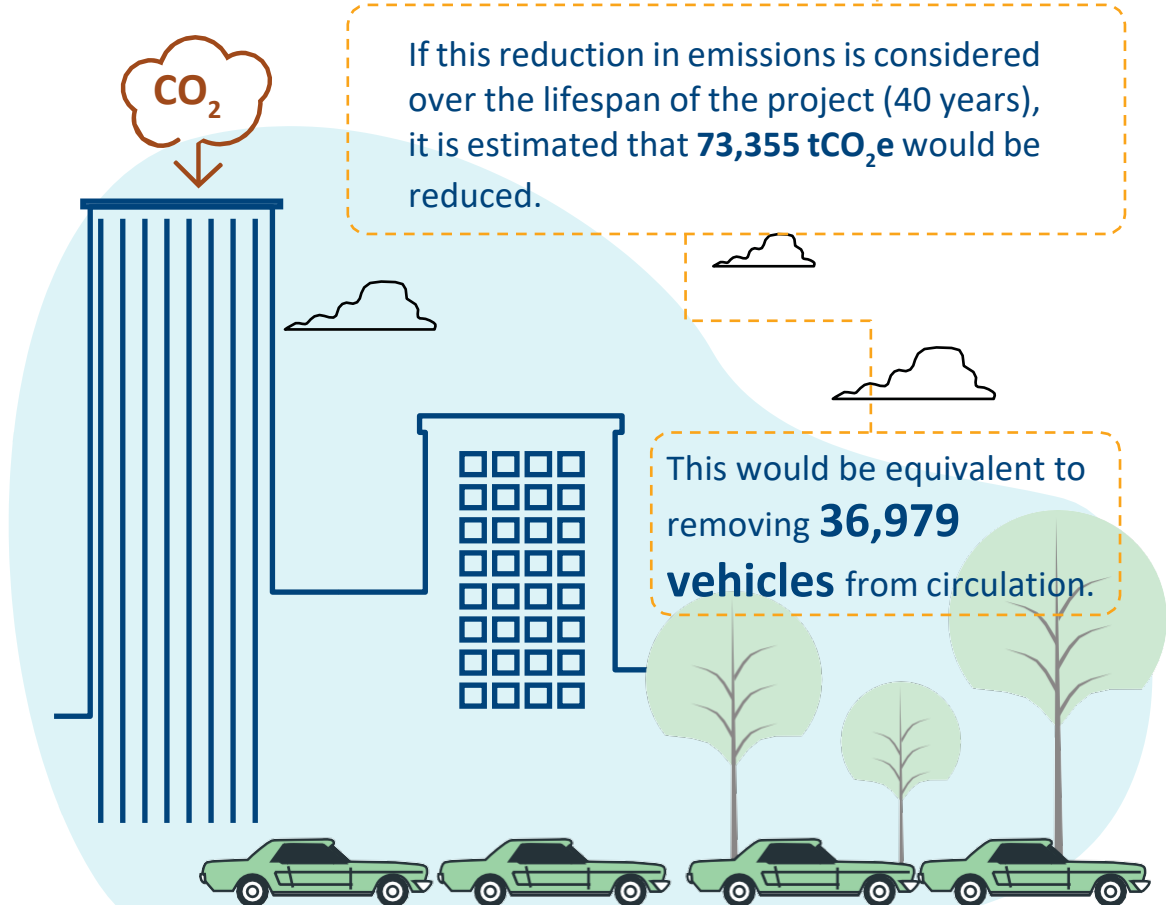 CO₂
If this reduction in emissions is considered
over the lifespan of the project (40 years),
it is estimated that 73,355 tCO₂e would be
reduced.
This would be equivalent to
removing 36,979
vehicles from circulation.